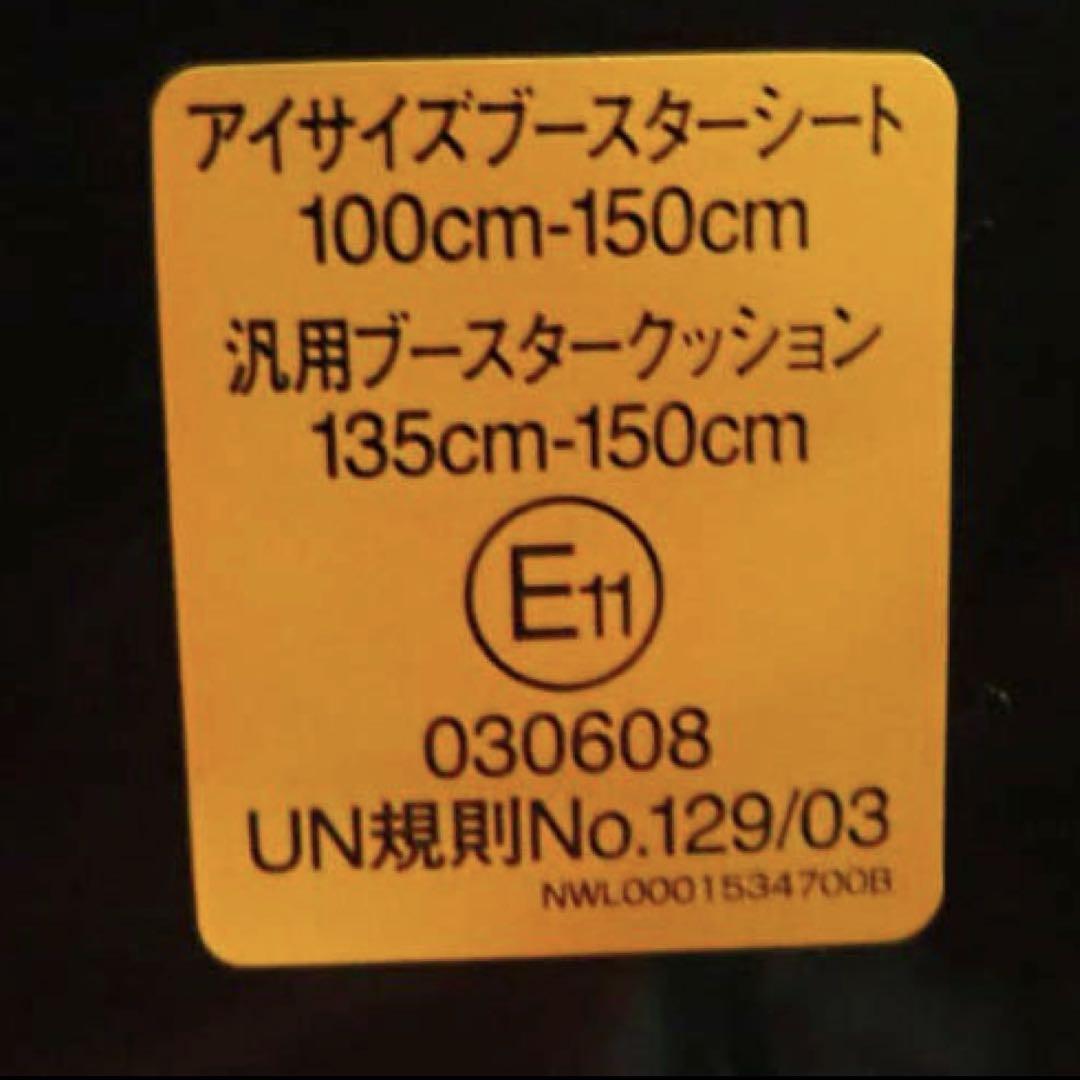 アイサイズブースターシート
100cm-150cm
汎用ブースタークッション
135cm-150cm
E11
030608
UN規則No.129/03
NWL0001534700B